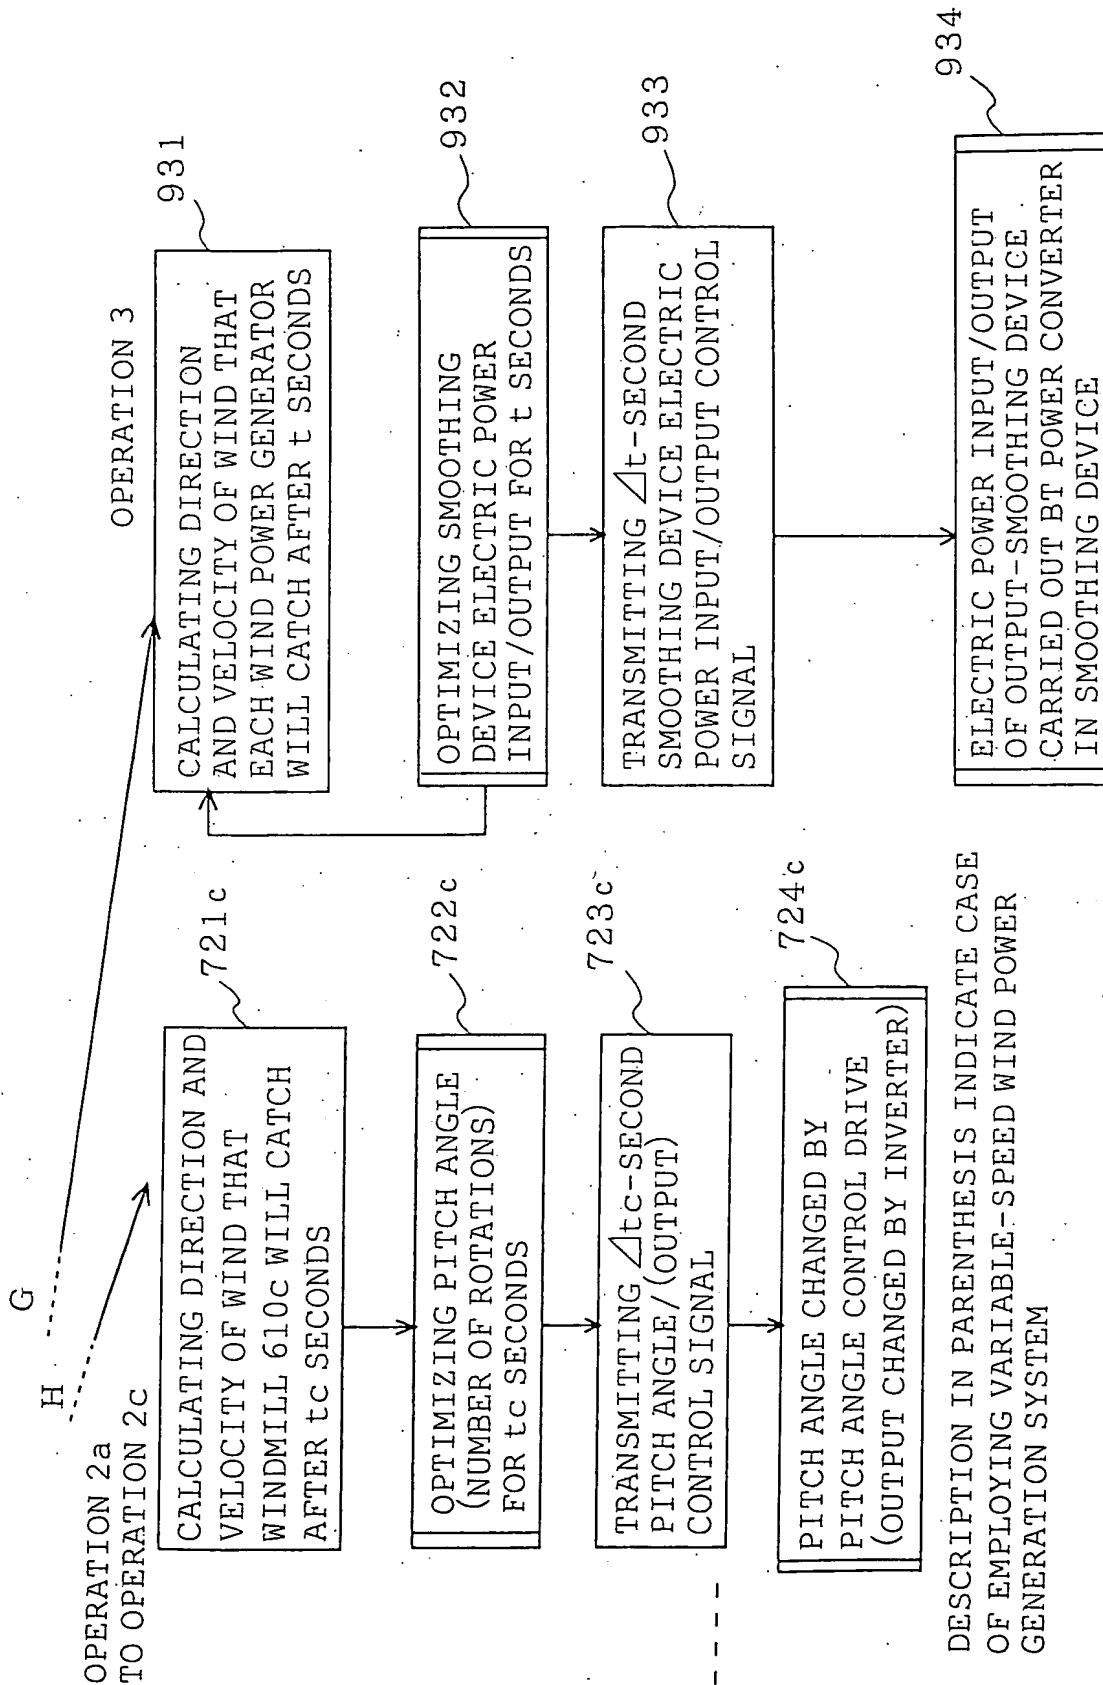 H
G
OPERATION 2a
TO OPERATION 2c
CALCULATING DIRECTION AND
VELOCITY OF WIND THAT
WINDMILL 610c WILL CATCH
AFTER tc SECONDS
721c
OPTIMIZING PITCH ANGLE
(NUMBER OF ROTATIONS)
FOR tc SECONDS
722c
TRANSMITTING ⊿tc-SECOND
PITCH ANGLE/(OUTPUT)
CONTROL SIGNAL
723c
PITCH ANGLE CHANGED BY
PITCH ANGLE CONTROL DRIVE
(OUTPUT CHANGED BY INVERTER)
724c
DESCRIPTION IN PARENTHESIS INDICATE CASE
OF EMPLOYING VARIABLE-SPEED WIND POWER
GENERATION SYSTEM
OPERATION 3
CALCULATING DIRECTION
AND VELOCITY OF WIND THAT
EACH WIND POWER GENERATOR
WILL CATCH AFTER t SECONDS
931
OPTIMIZING SMOOTHING
DEVICE ELECTRIC POWER
INPUT/OUTPUT FOR t SECONDS
932
TRANSMITTING ⊿t-SECOND
SMOOTHING DEVICE ELECTRIC
POWER INPUT/OUTPUT CONTROL
SIGNAL
933
ELECTRIC POWER INPUT/OUTPUT
OF OUTPUT-SMOOTHING DEVICE
CARRIED OUT BT POWER CONVERTER
IN SMOOTHING DEVICE
934